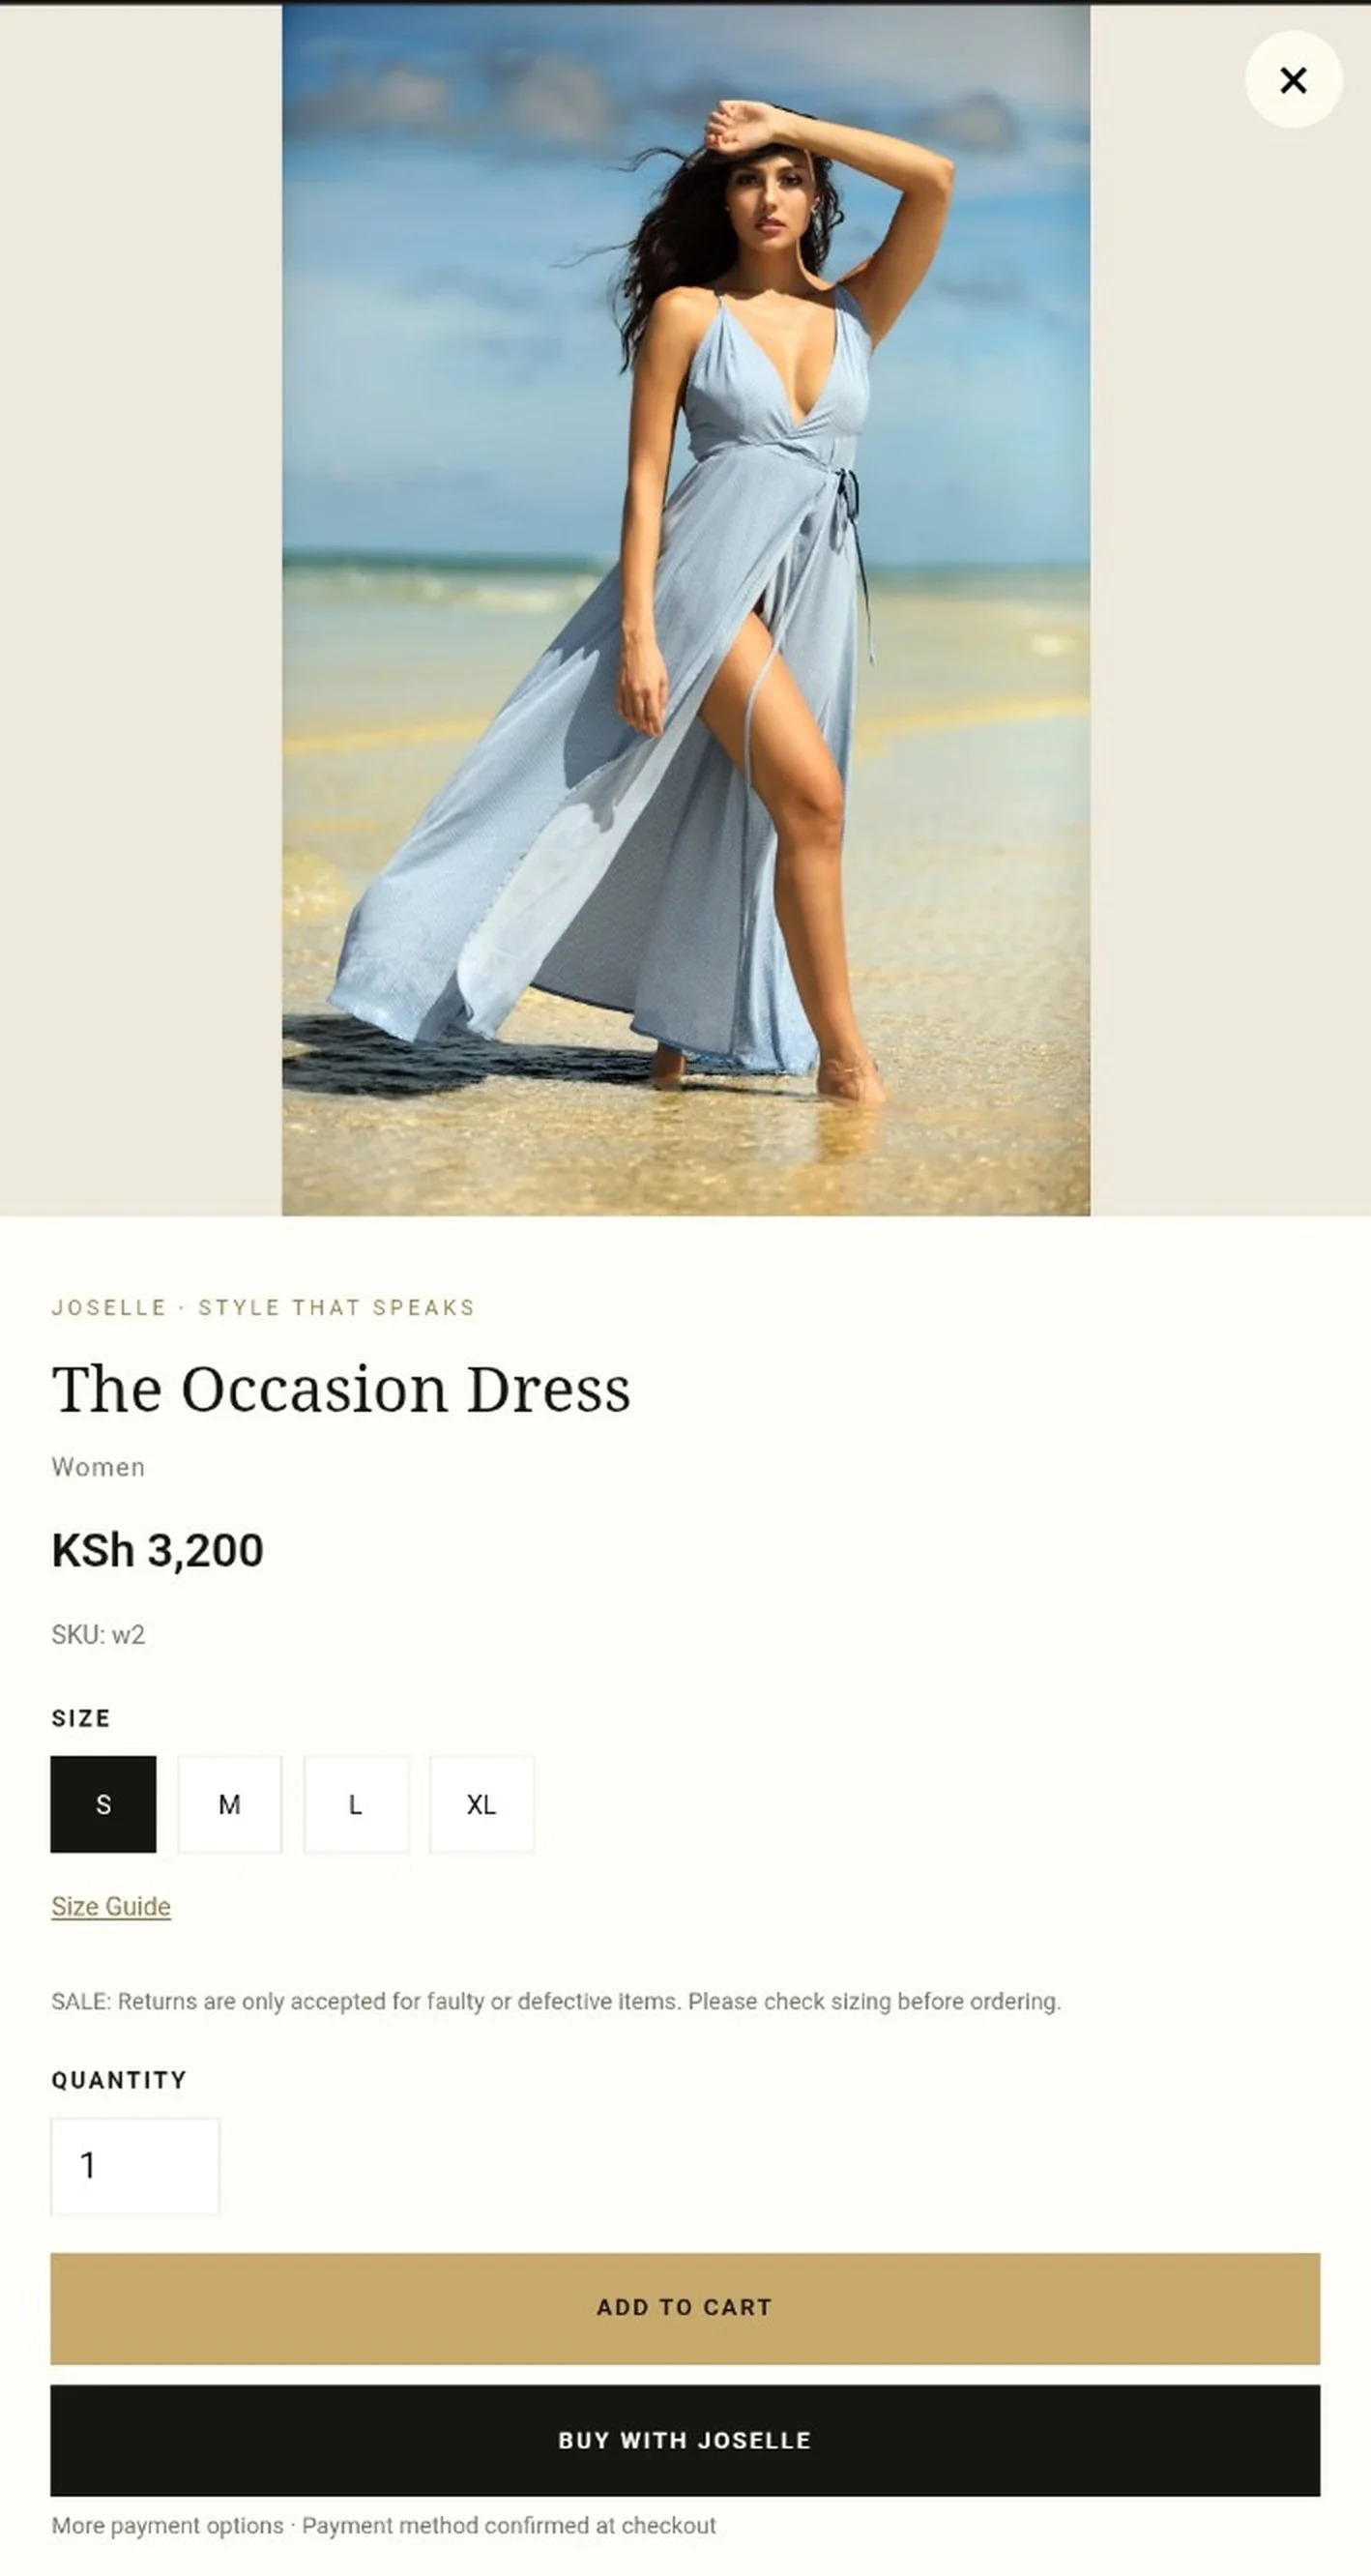 JOSELLE · STYLE THAT SPEAKS
The Occasion Dress
Women
KSh 3,200
SKU: w2
SIZE
S M L XL
Size Guide
SALE: Returns are only accepted for faulty or defective items. Please check sizing before ordering.
QUANTITY
1
ADD TO CART
BUY WITH JOSELLE
More payment options · Payment method confirmed at checkout